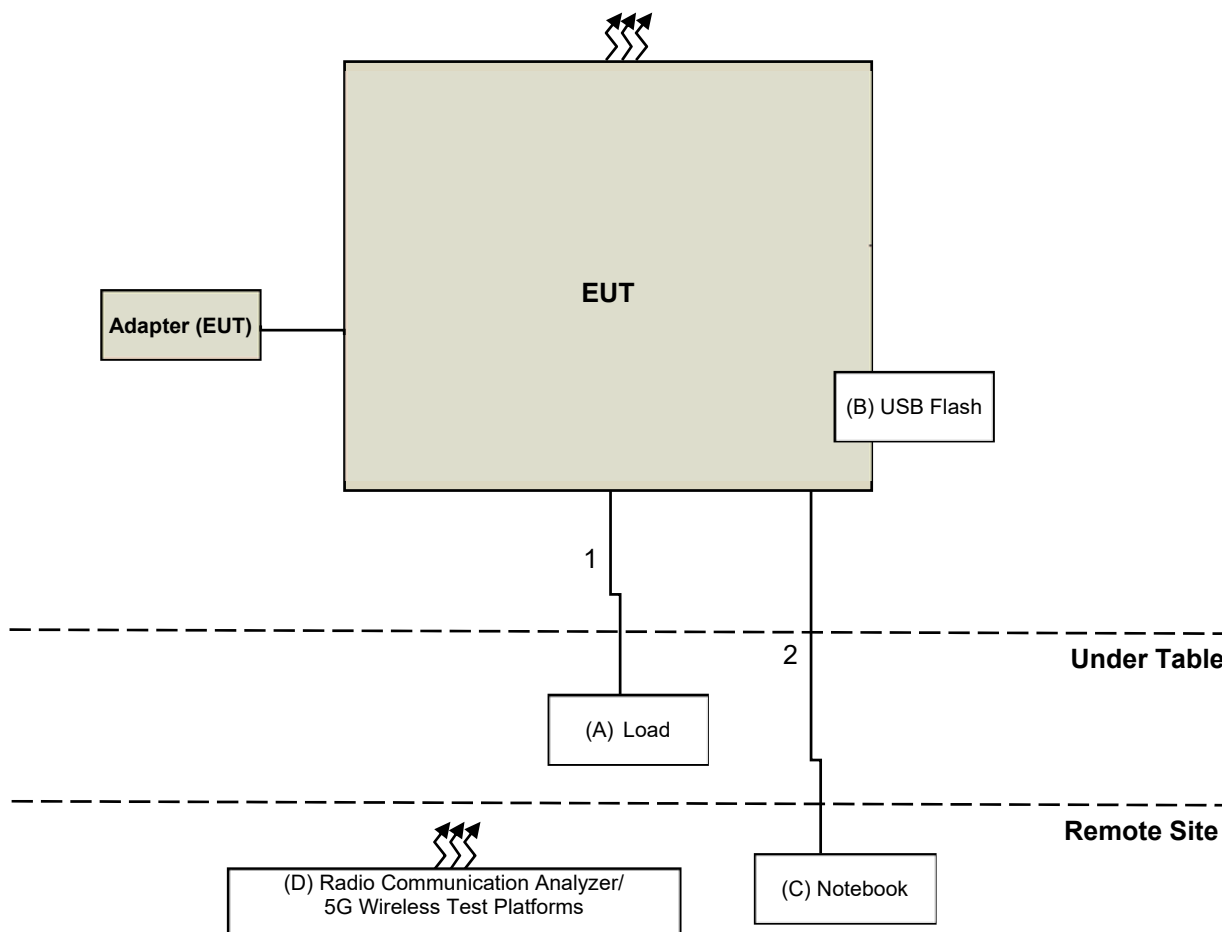 EUT
Adapter (EUT)
(B) USB Flash
1
2
Under Table
(A) Load
Remote Site
(D) Radio Communication Analyzer/
5G Wireless Test Platforms
(C) Notebook